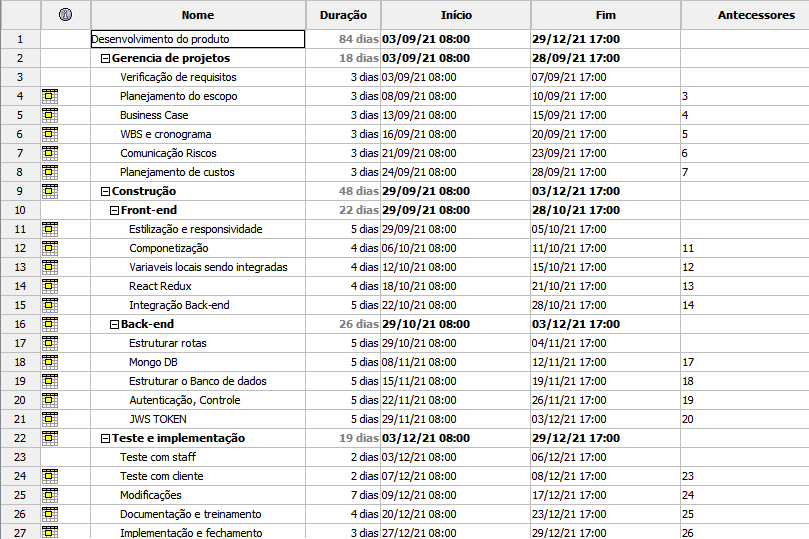 Nome Duração Início Fim Antecessores
1 Desenvolvimento do produto 84 dias 03/09/21 08:00 29/12/21 17:00
2 Gerencia de projetos 18 dias 03/09/21 08:00 28/09/21 17:00
3 Verificação de requisitos 3 dias 03/09/21 08:00 07/09/21 17:00
4 Planejamento do escopo 3 dias 08/09/21 08:00 10/09/21 17:00 3
5 Business Case 3 dias 13/09/21 08:00 15/09/21 17:00 4
6 WBS e cronograma 3 dias 16/09/21 08:00 20/09/21 17:00 5
7 Comunicação Riscos 3 dias 21/09/21 08:00 23/09/21 17:00 6
8 Planejamento de custos 3 dias 24/09/21 08:00 28/09/21 17:00 7
9 Construção 48 dias 29/09/21 08:00 03/12/21 17:00
10 Front-end 22 dias 29/09/21 08:00 28/10/21 17:00
11 Estilização e responsividade 5 dias 29/09/21 08:00 05/10/21 17:00
12 Componetização 4 dias 06/10/21 08:00 11/10/21 17:00 11
13 Variaveis locais sendo integradas 4 dias 12/10/21 08:00 15/10/21 17:00 12
14 React Redux 4 dias 18/10/21 08:00 21/10/21 17:00 13
15 Integração Back-end 5 dias 22/10/21 08:00 28/10/21 17:00 14
16 Back-end 26 dias 29/10/21 08:00 03/12/21 17:00
17 Estruturar rotas 5 dias 29/10/21 08:00 04/11/21 17:00
18 Mongo DB 5 dias 08/11/21 08:00 12/11/21 17:00 17
19 Estruturar o Banco de dados 5 dias 15/11/21 08:00 19/11/21 17:00 18
20 Autenticação, Controle 5 dias 22/11/21 08:00 26/11/21 17:00 19
21 JWS TOKEN 5 dias 29/11/21 08:00 03/12/21 17:00 20
22 Teste e implementação 19 dias 03/12/21 08:00 29/12/21 17:00
23 Teste com staff 2 dias 03/12/21 08:00 06/12/21 17:00
24 Teste com cliente 2 dias 07/12/21 08:00 08/12/21 17:00 23
25 Modificações 7 dias 09/12/21 08:00 17/12/21 17:00 24
26 Documentação e treinamento 4 dias 20/12/21 08:00 23/12/21 17:00 25
27 Implementação e fechamento 3 dias 27/12/21 08:00 29/12/21 17:00 26